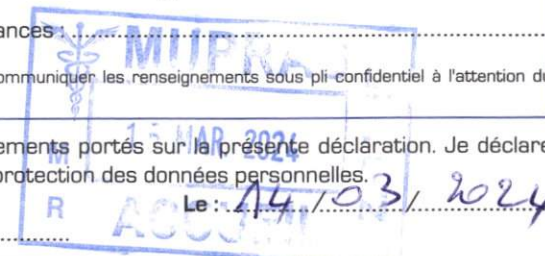 ances :
MUPRA
ommuniquer les renseignements sous pli confidentiel à l'attention du
ements portés sur la présente déclaration. Je déclare
MAR. 2024
protection des données personnelles.
M
R
Le : 14/03/2024